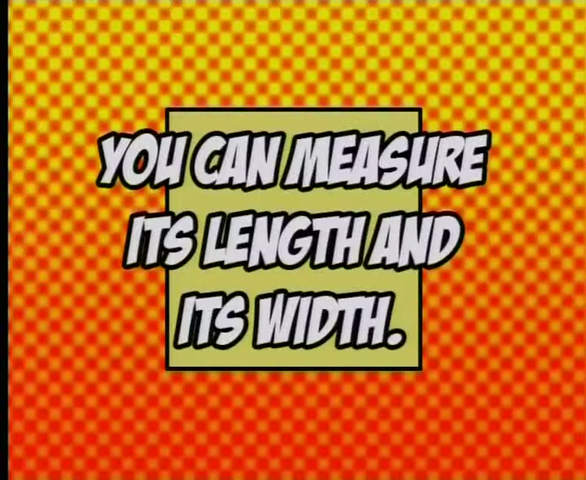 YOU CAN MEASURE
ITS LENGTH AND
ITS WIDTH.